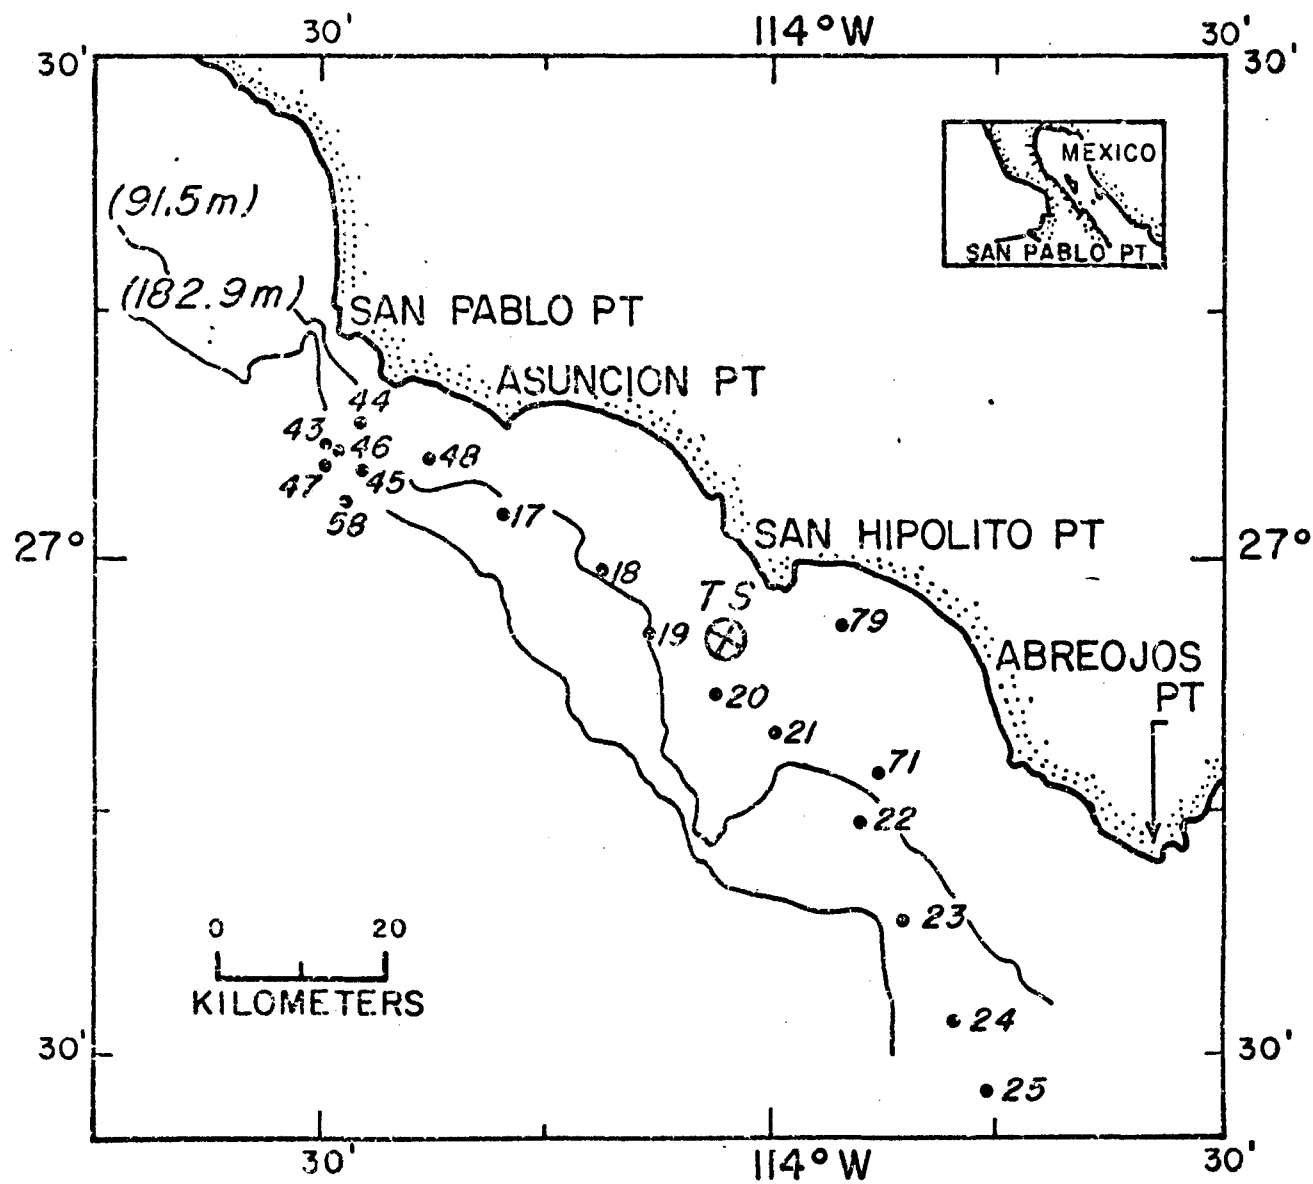 30' 114°W 30'
30' 30'
MEXICO
SAN PABLO PT
(91.5m)
(182.9m)
SAN PABLO PT
ASUNCION PT
44
43
46
48
47
45
58
17
SAN HIPOLITO PT
27° 27°
18
TS
19
79
ABREOJOS
PT
20
21
71
22
23
0 20
KILOMETERS
24
30' 30'
25
30' 114°W 30'